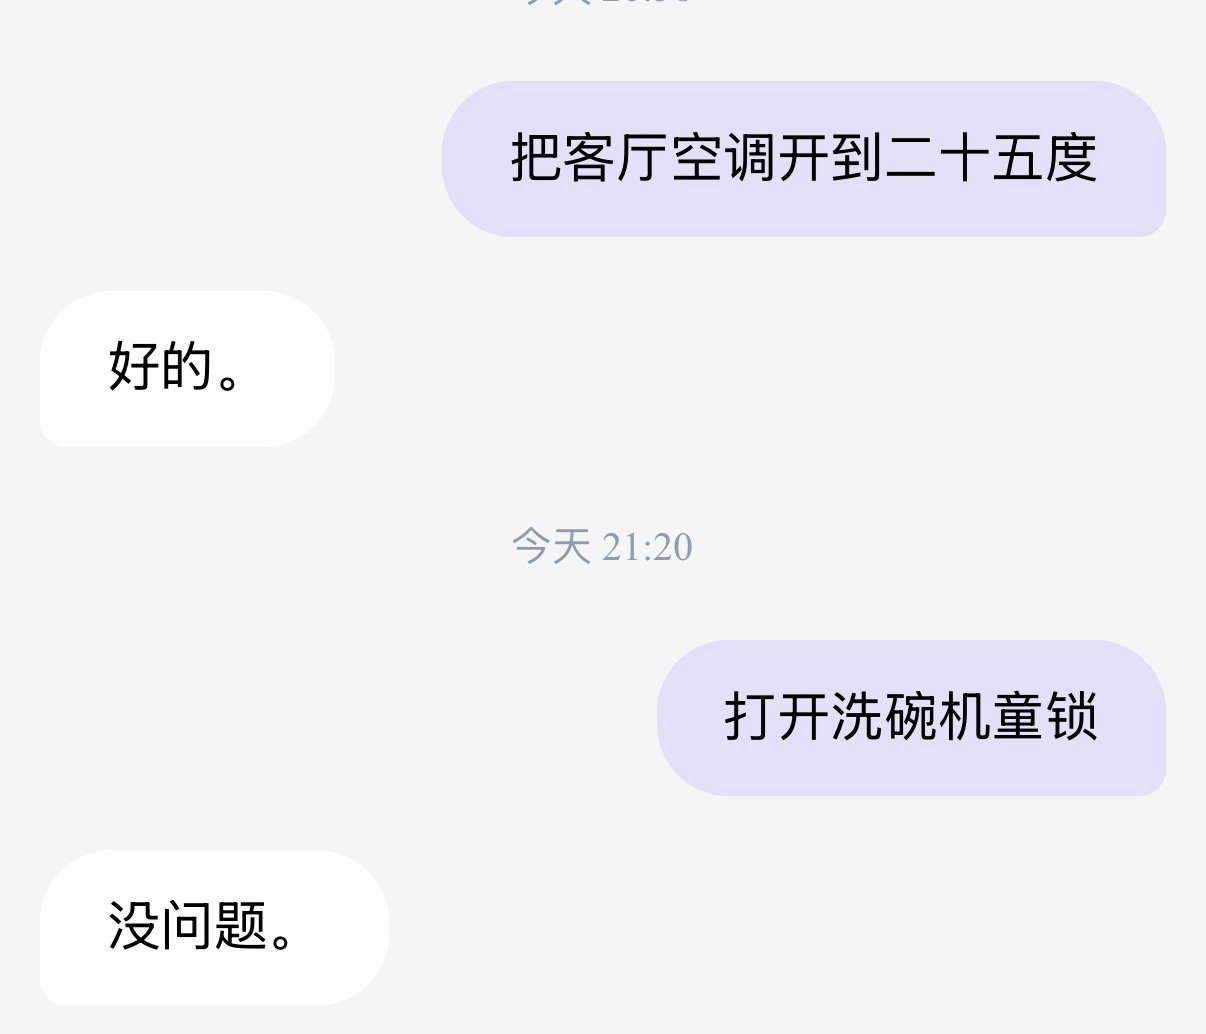 把客厅空调开到二十五度
好的。
今天 21:20
打开洗碗机童锁
没问题。